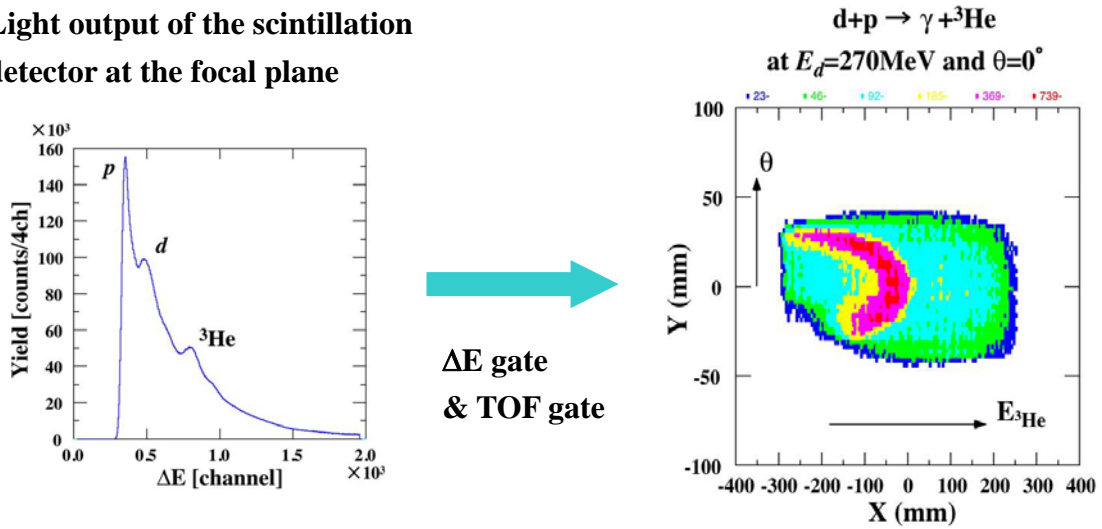 Light output of the scintillation
detector at the focal plane
×10³
160
140
120
100
80
60
40
20
0
Yield [counts/4ch]
p
d
³He
0.0 0.5 1.0 1.5 2.0
ΔE [channel]
×10³
ΔE gate
& TOF gate
d+p → γ+³He
at E_d=270MeV and θ=0°
23- 46- 92- 185- 369- 739-
100
50
0
-50
-100
Y (mm)
θ
E³He
-400 -300 -200 -100 0 100 200 300 400
X (mm)